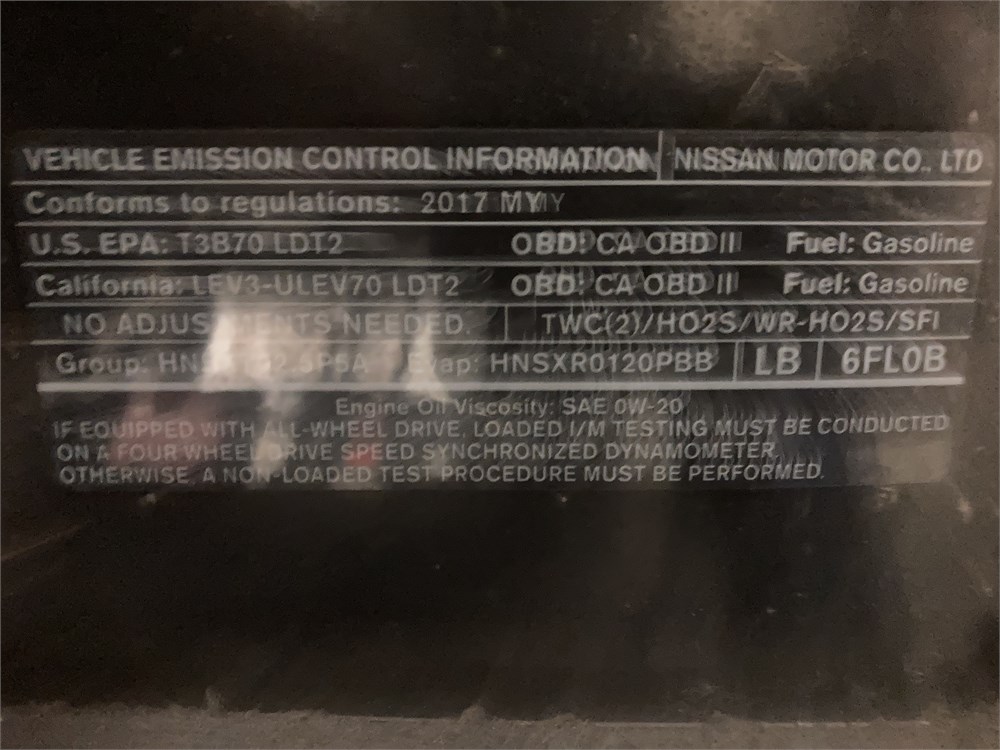 VEHICLE EMISSION CONTROL INFORMATION NISSAN MOTOR CO., LTD
Conforms to regulations: 2017 MY
U.S. EPA: T3B70 LDT2 OBD: CA OBD II Fuel: Gasoline
California: LEV3-ULEV70 LDT2 OBD: CA OBD II Fuel: Gasoline
NO ADJUSTMENTS NEEDED. TWC(2)/HO2S/WR-HO2S/SFI
Group: Evap: HNSXR0120PBB LB 6FL0B
Engine Oil Viscosity: SAE 0W-20
IF EQUIPPED WITH ALL-WHEEL DRIVE, LOADED I/M TESTING MUST BE CONDUCTED
ON A FOUR WHEEL DRIVE SPEED SYNCHRONIZED DYNAMOMETER.
OTHERWISE, A NON-LOADED TEST PROCEDURE MUST BE PERFORMED.